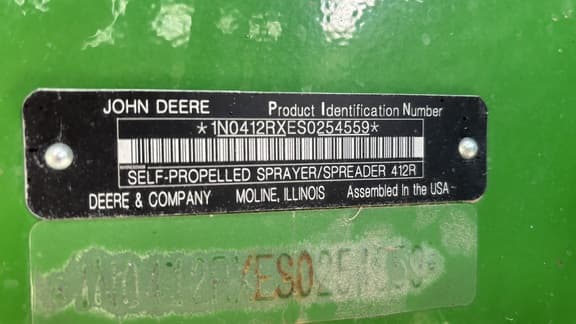 JOHN DEERE Product Identification Number
*1N0412RXES0254559*
SELF-PROPELLED SPRAYER/SPREADER 412R
DEERE & COMPANY MOLINE, ILLINOIS Assembled in the USA